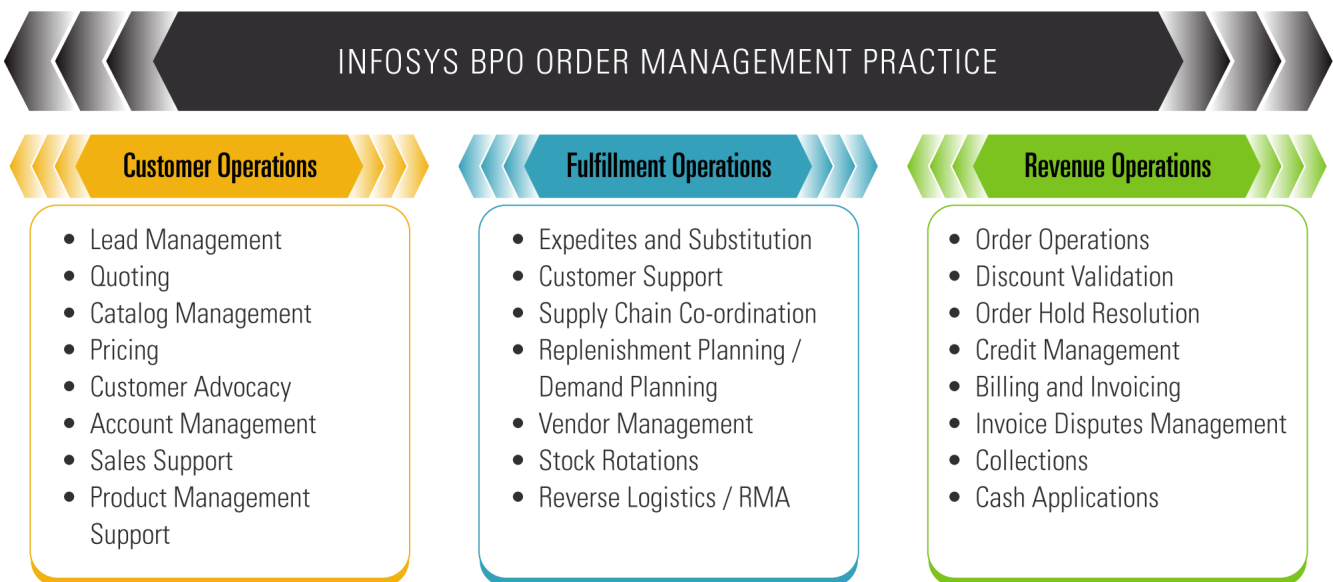 INFOSYS BPO ORDER MANAGEMENT PRACTICE
Customer Operations
• Lead Management
• Quoting
• Catalog Management
• Pricing
• Customer Advocacy
• Account Management
• Sales Support
• Product Management
Support
Fulfillment Operations
• Expedites and Substitution
• Customer Support
• Supply Chain Co-ordination
• Replenishment Planning /
Demand Planning
• Vendor Management
• Stock Rotations
• Reverse Logistics / RMA
Revenue Operations
• Order Operations
• Discount Validation
• Order Hold Resolution
• Credit Management
• Billing and Invoicing
• Invoice Disputes Management
• Collections
• Cash Applications